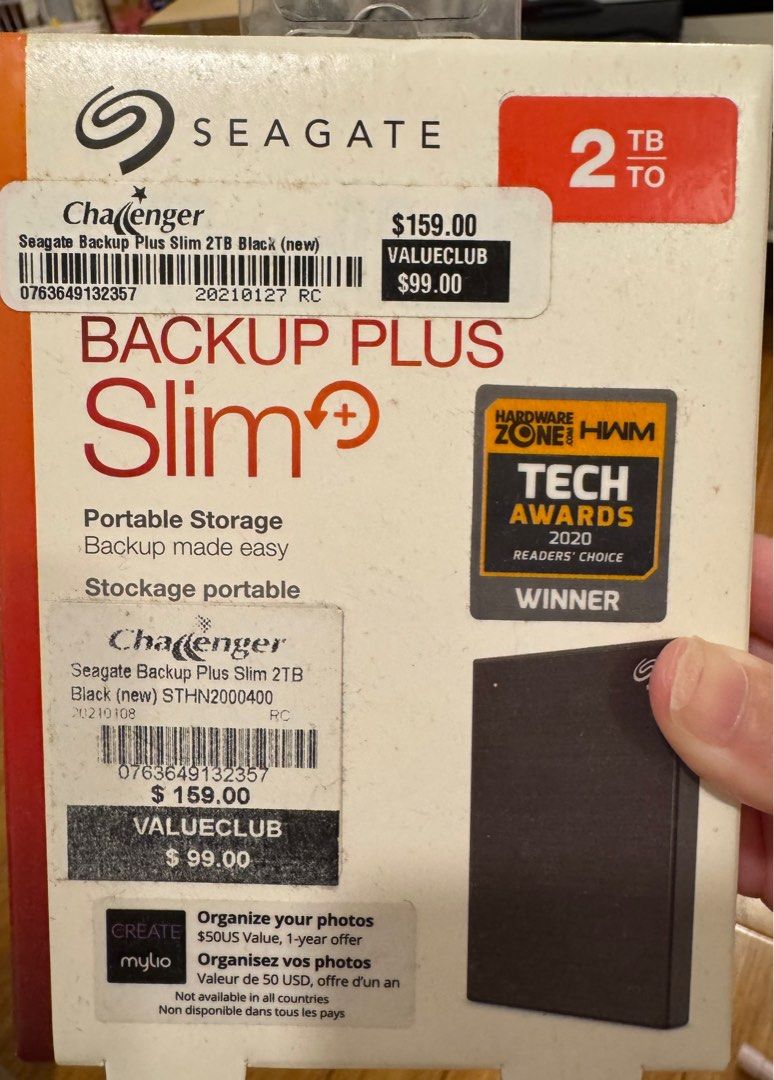 SEAGATE
2 TB
TO
Challenger
Seagate Backup Plus Slim 2TB Black (new)
0763649132357 20210127 RC
$159.00
VALUECLUB
$99.00
BACKUP PLUS
Slim+
HARDWARE
ZONE.com HWM
TECH
AWARDS
2020
READERS' CHOICE
WINNER
Portable Storage
Backup made easy
Stockage portable
Challenger
Seagate Backup Plus Slim 2TB
Black (new) STHN2000400
20210108 RC
0763649132357
$ 159.00
VALUECLUB
$ 99.00
CREATE
mylio
Organize your photos
$50US Value, 1-year offer
Organisez vos photos
Valeur de 50 USD, offre d'un an
Not available in all countries
Non disponible dans tous les pays